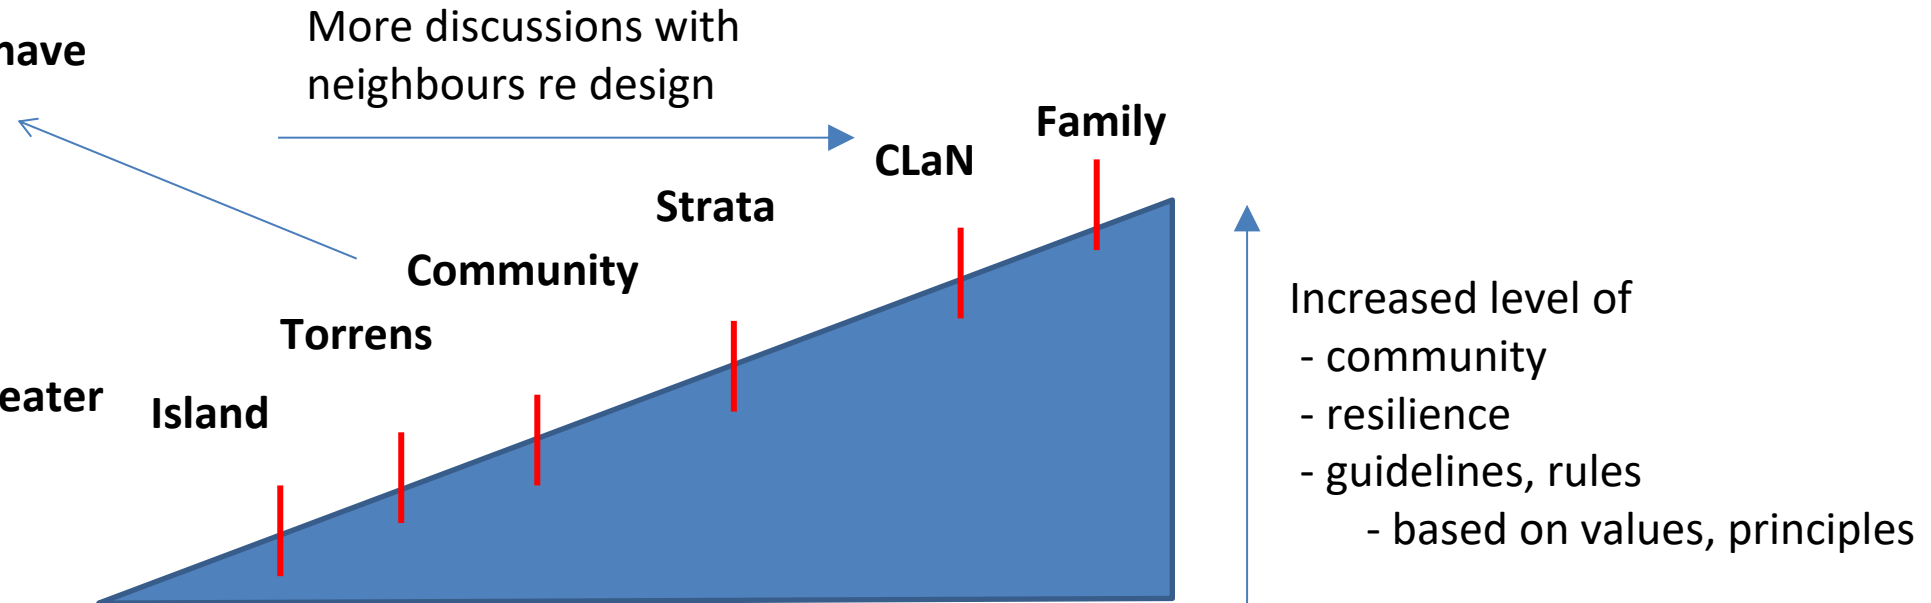 have
More discussions with
neighbours re design
Family
CLaN
Strata
Community
Torrens
eater
Island
Increased level of
- community
- resilience
- guidelines, rules
- based on values, principles